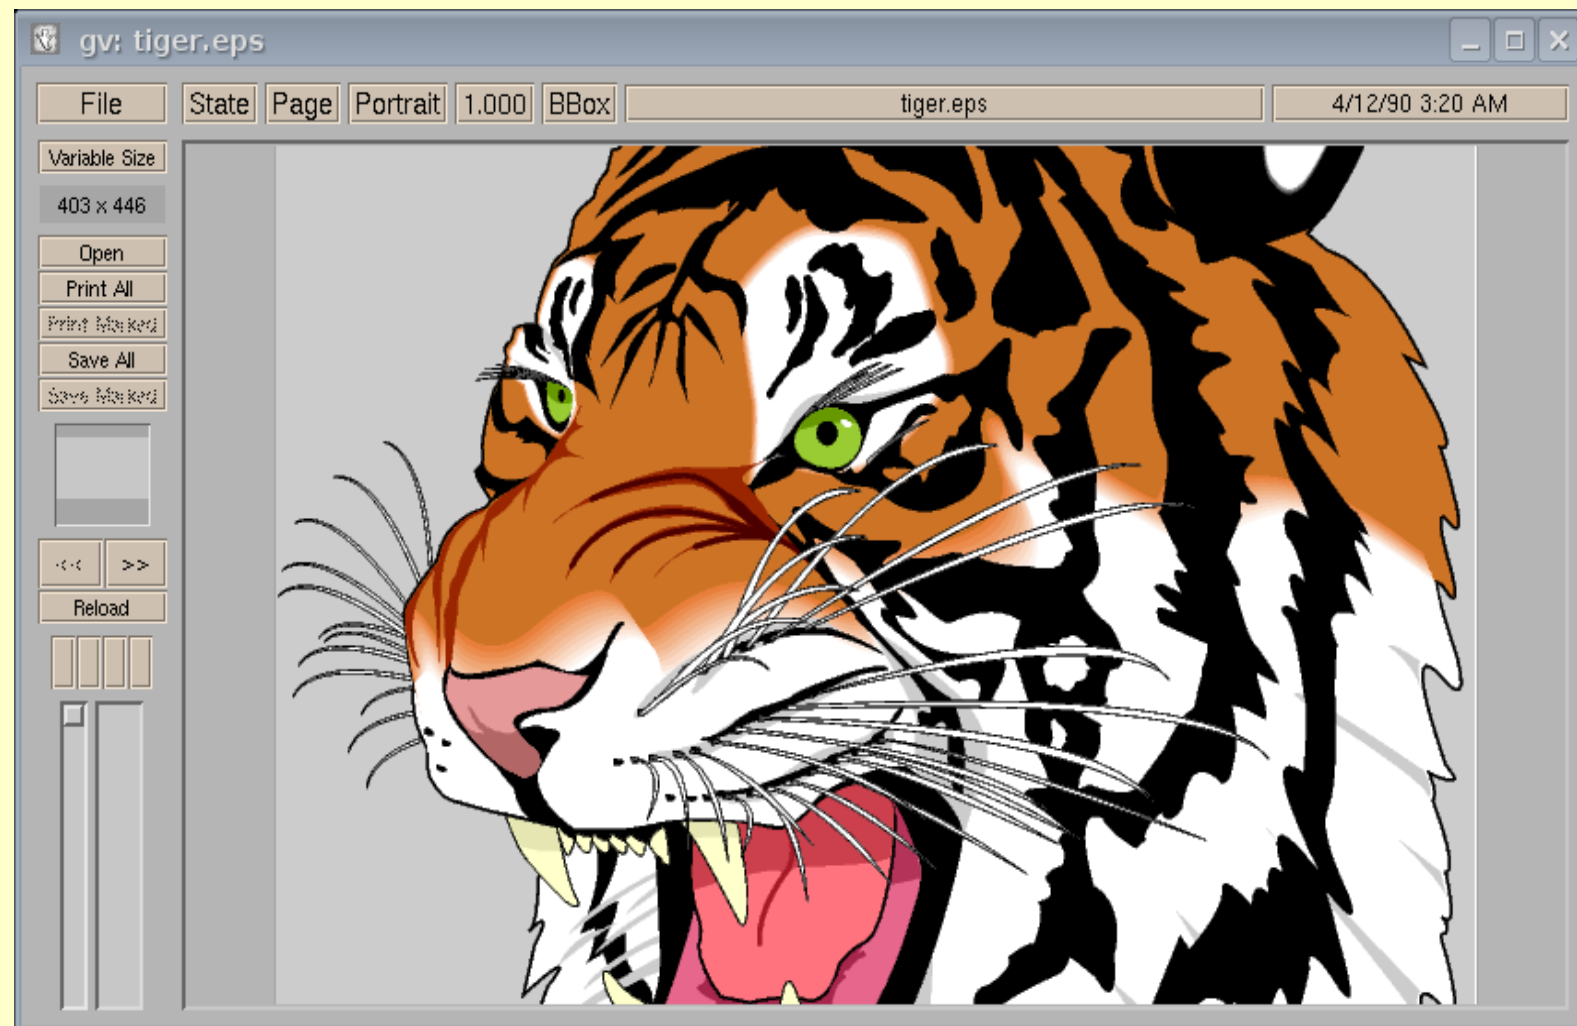 gv: tiger.eps
File State Page Portrait 1.000 BBox tiger.eps 4/12/90 3:20 AM
Variable Size
403 x 446
Open
Print All
Print Marked
Save All
Save Marked
<< >>
Reload